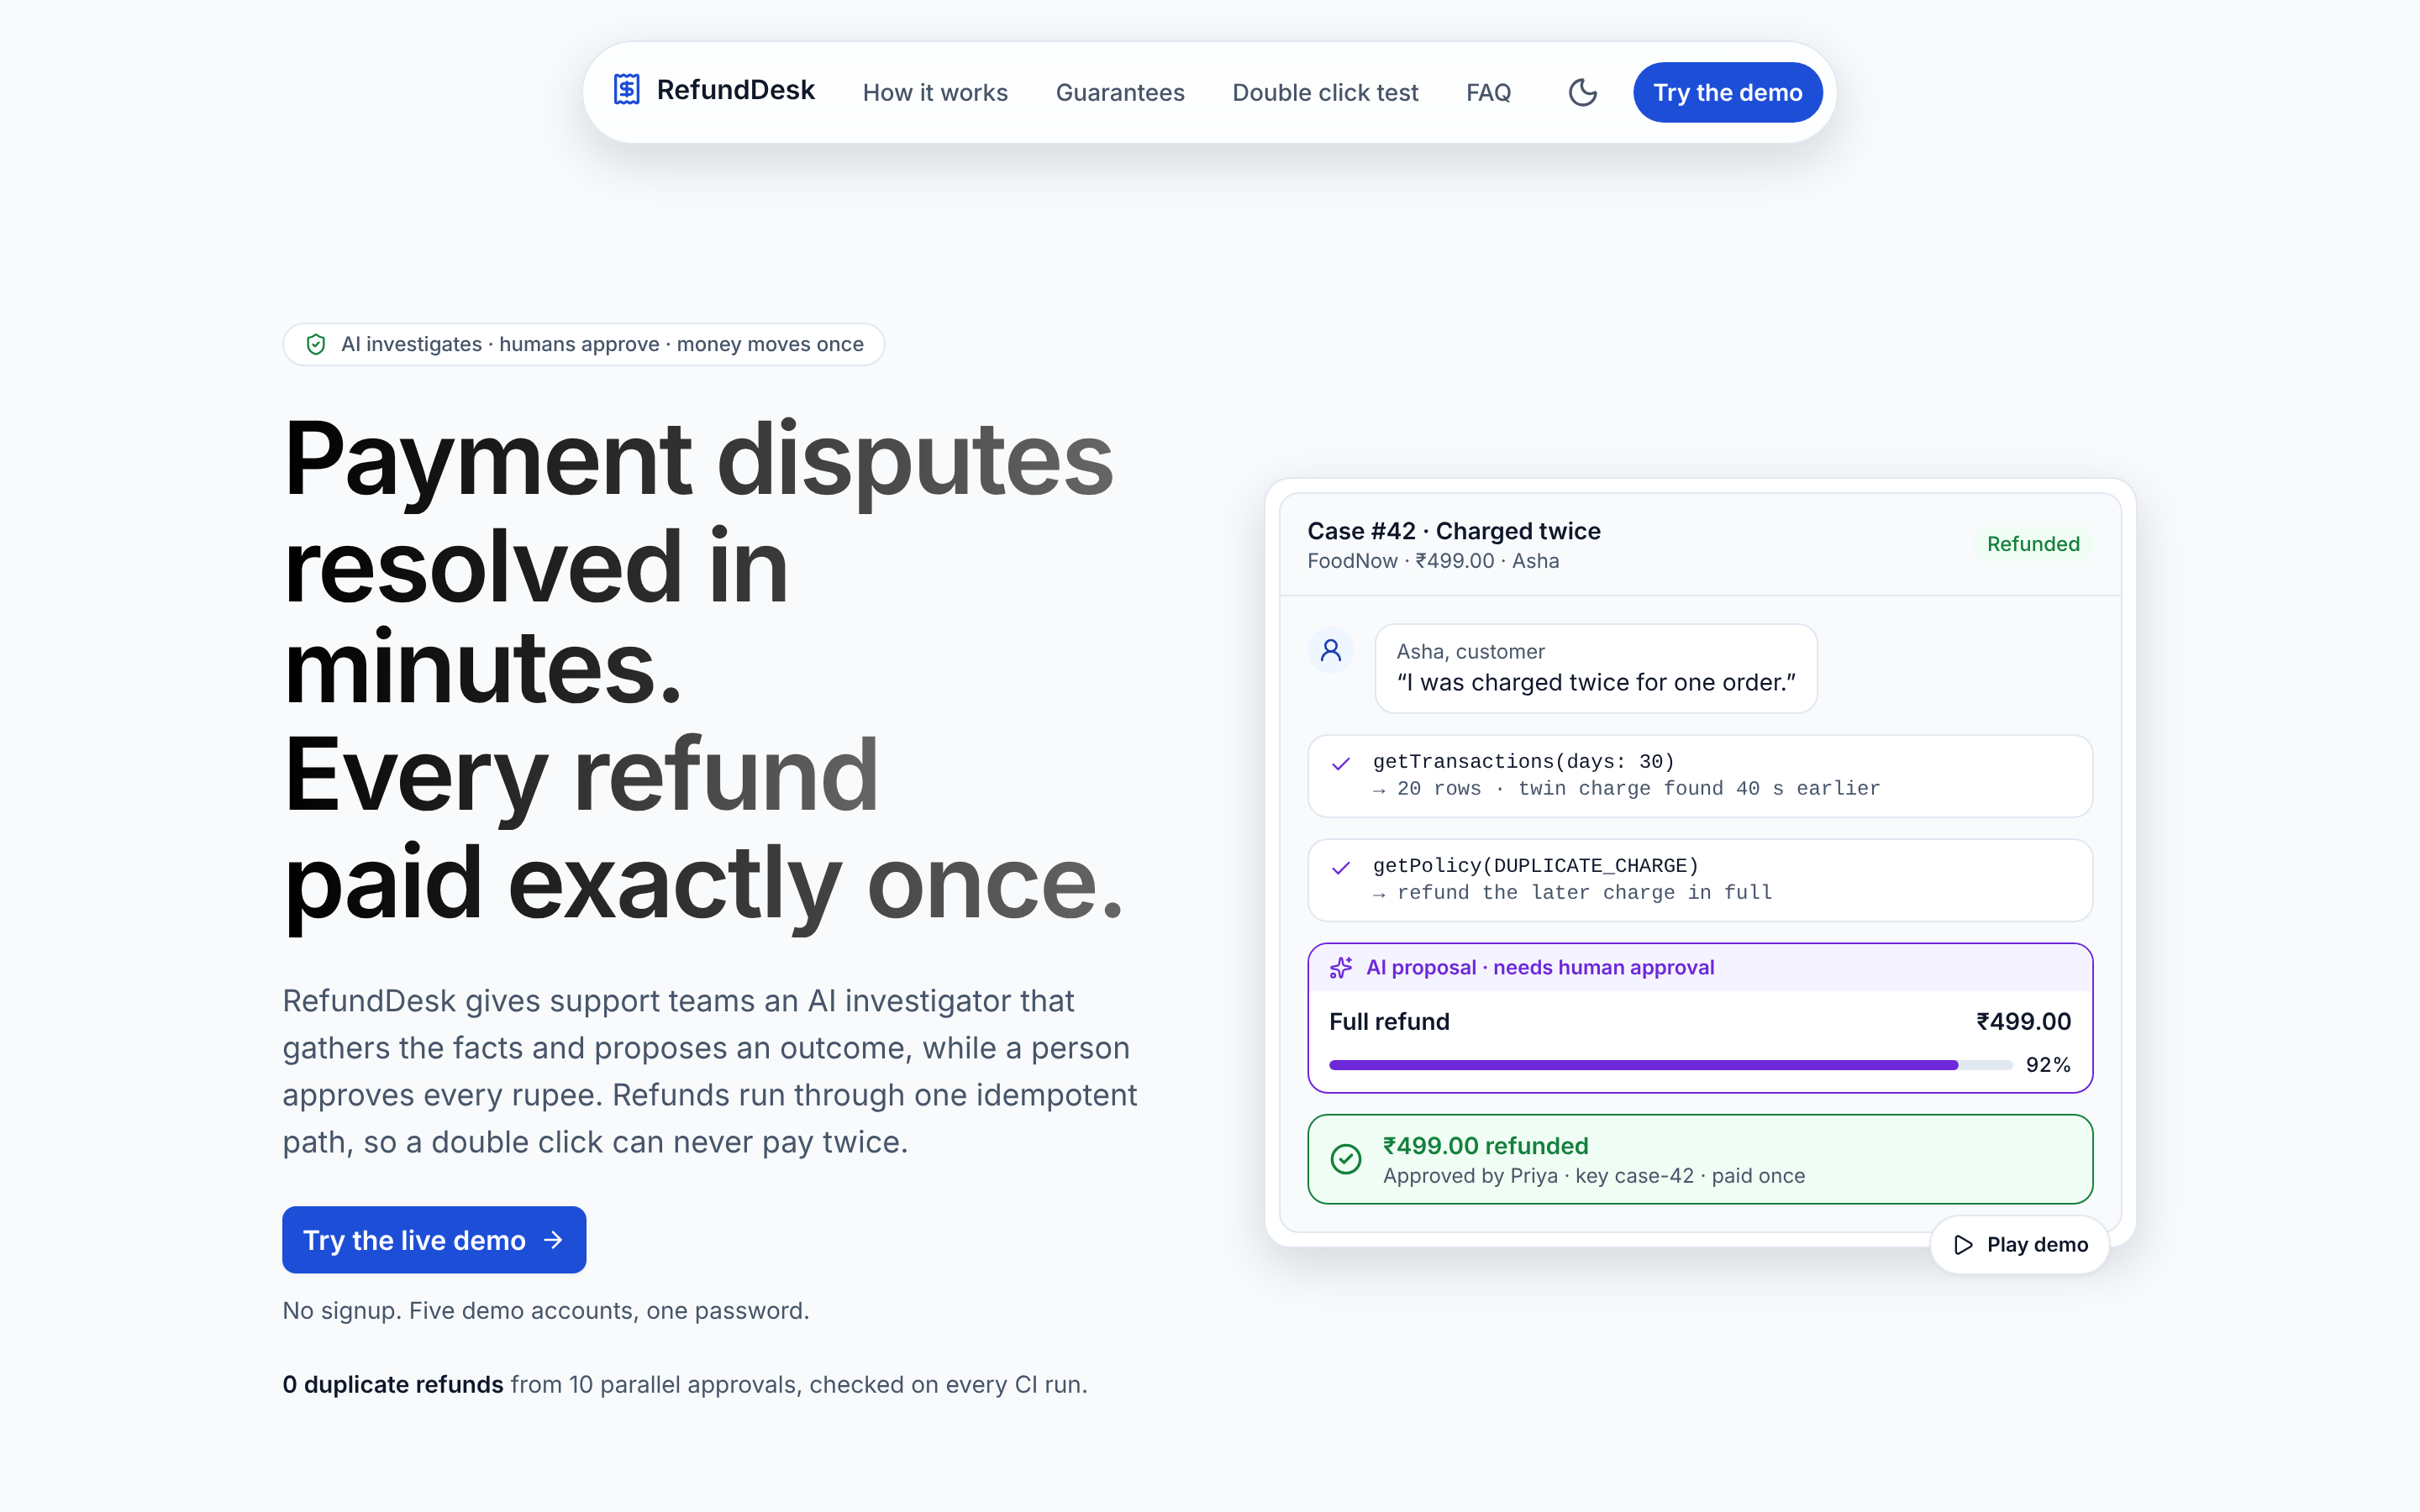 RefundDesk
How it works
Guarantees
Double click test
FAQ
Try the demo
AI investigates · humans approve · money moves once
Payment disputes
resolved in
minutes.
Every refund
paid exactly once.
RefundDesk gives support teams an AI investigator that
gathers the facts and proposes an outcome, while a person
approves every rupee. Refunds run through one idempotent
path, so a double click can never pay twice.
Try the live demo →
No signup. Five demo accounts, one password.
0 duplicate refunds from 10 parallel approvals, checked on every CI run.
Case #42 · Charged twice
FoodNow · ₹499.00 · Asha
Refunded
Asha, customer
“I was charged twice for one order.”
getTransactions(days: 30)
→ 20 rows · twin charge found 40 s earlier
getPolicy(DUPLICATE_CHARGE)
→ refund the later charge in full
AI proposal · needs human approval
Full refund ₹499.00
92%
₹499.00 refunded
Approved by Priya · key case-42 · paid once
Play demo